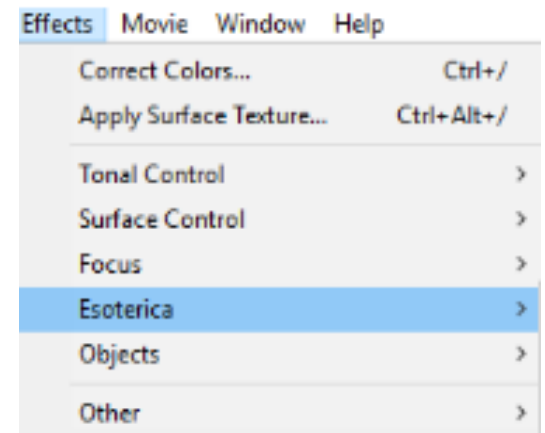 Effects Movie Window Help
Correct Colors... Ctrl+/
Apply Surface Texture... Ctrl+Alt+/
Tonal Control
Surface Control
Focus
Esoterica
Objects
Other